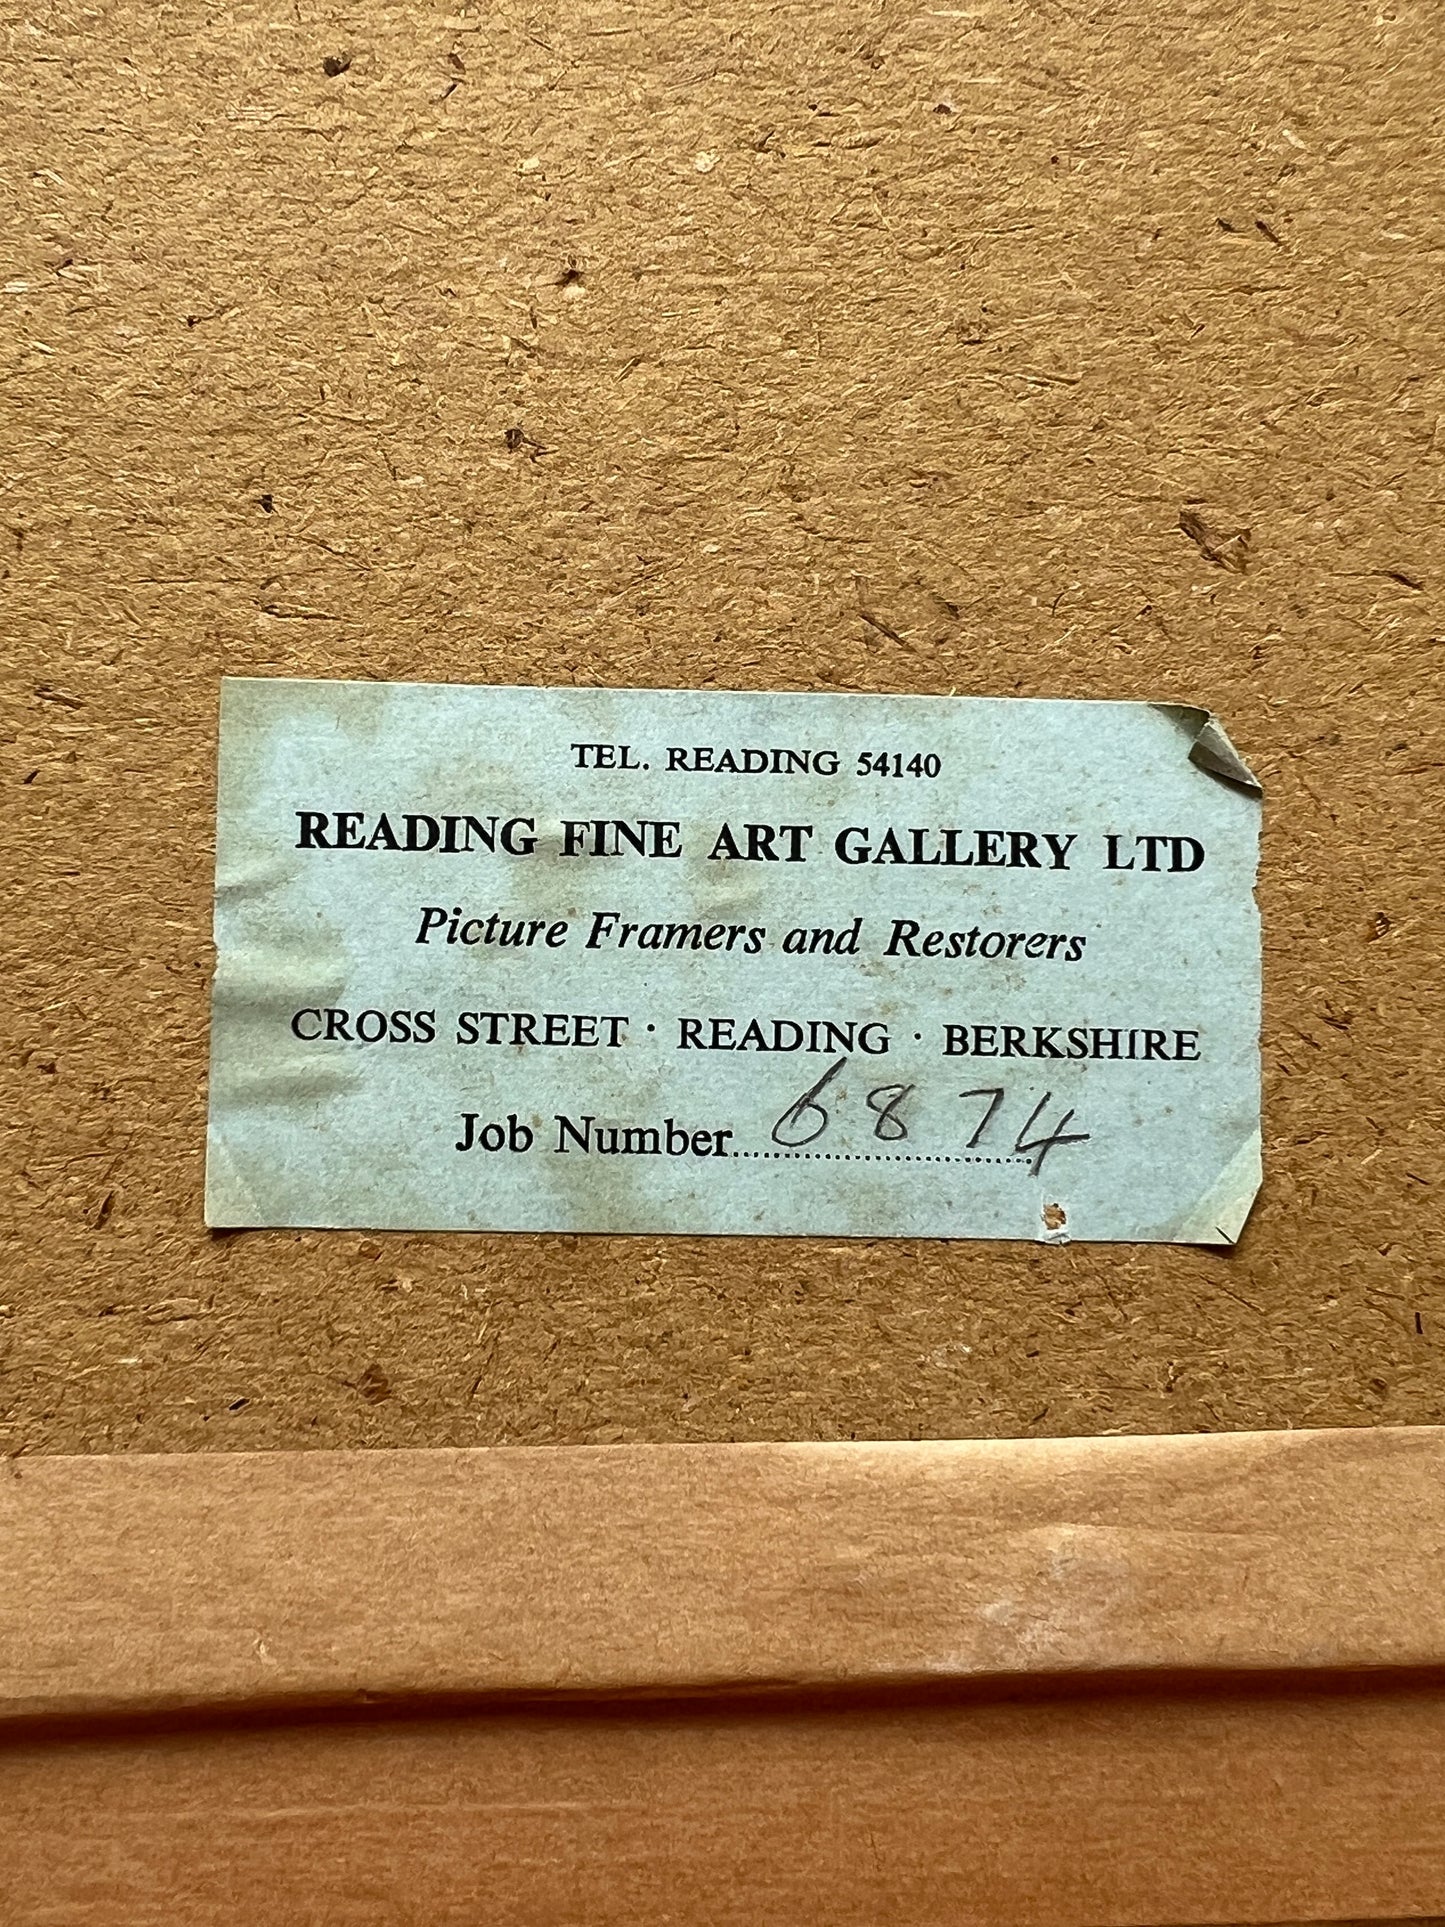 TEL. READING 54140
READING FINE ART GALLERY LTD
Picture Framers and Restorers
CROSS STREET · READING · BERKSHIRE
Job Number........ 6874